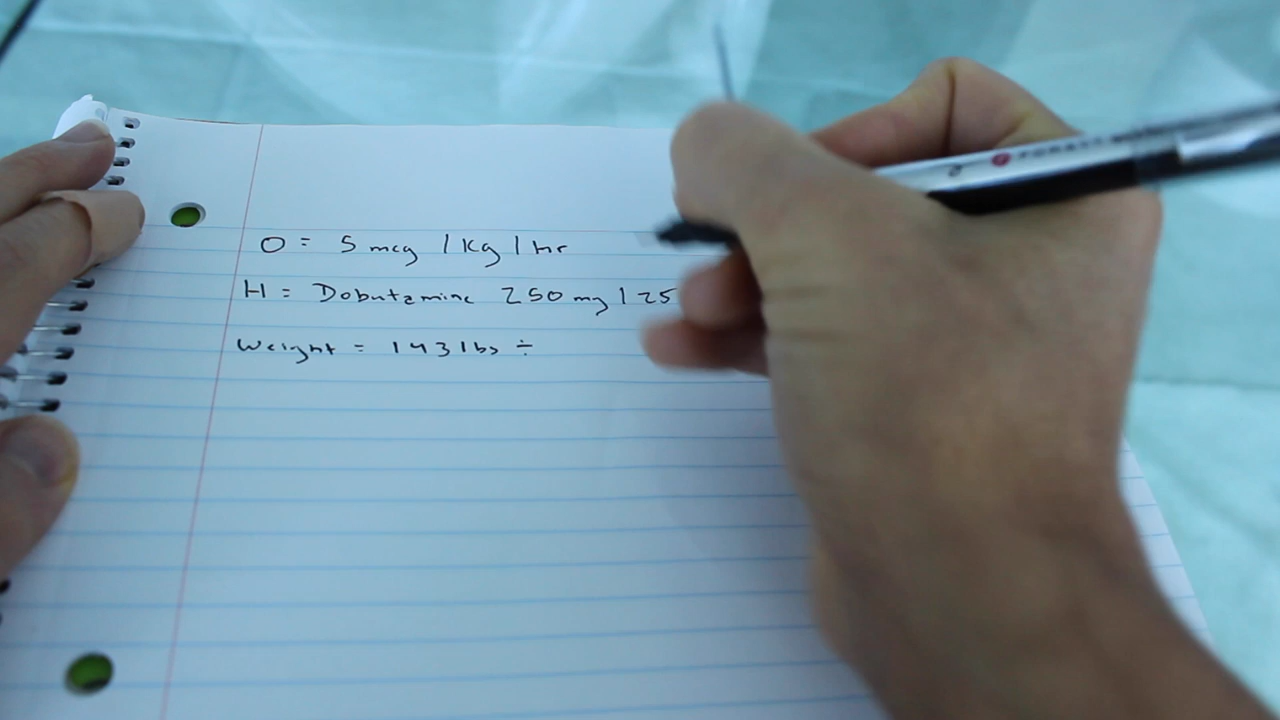 O = 5 mcg / Kg / Hr
H = Dobutamine 250 mg / 25
Weight = 143 lbs ÷